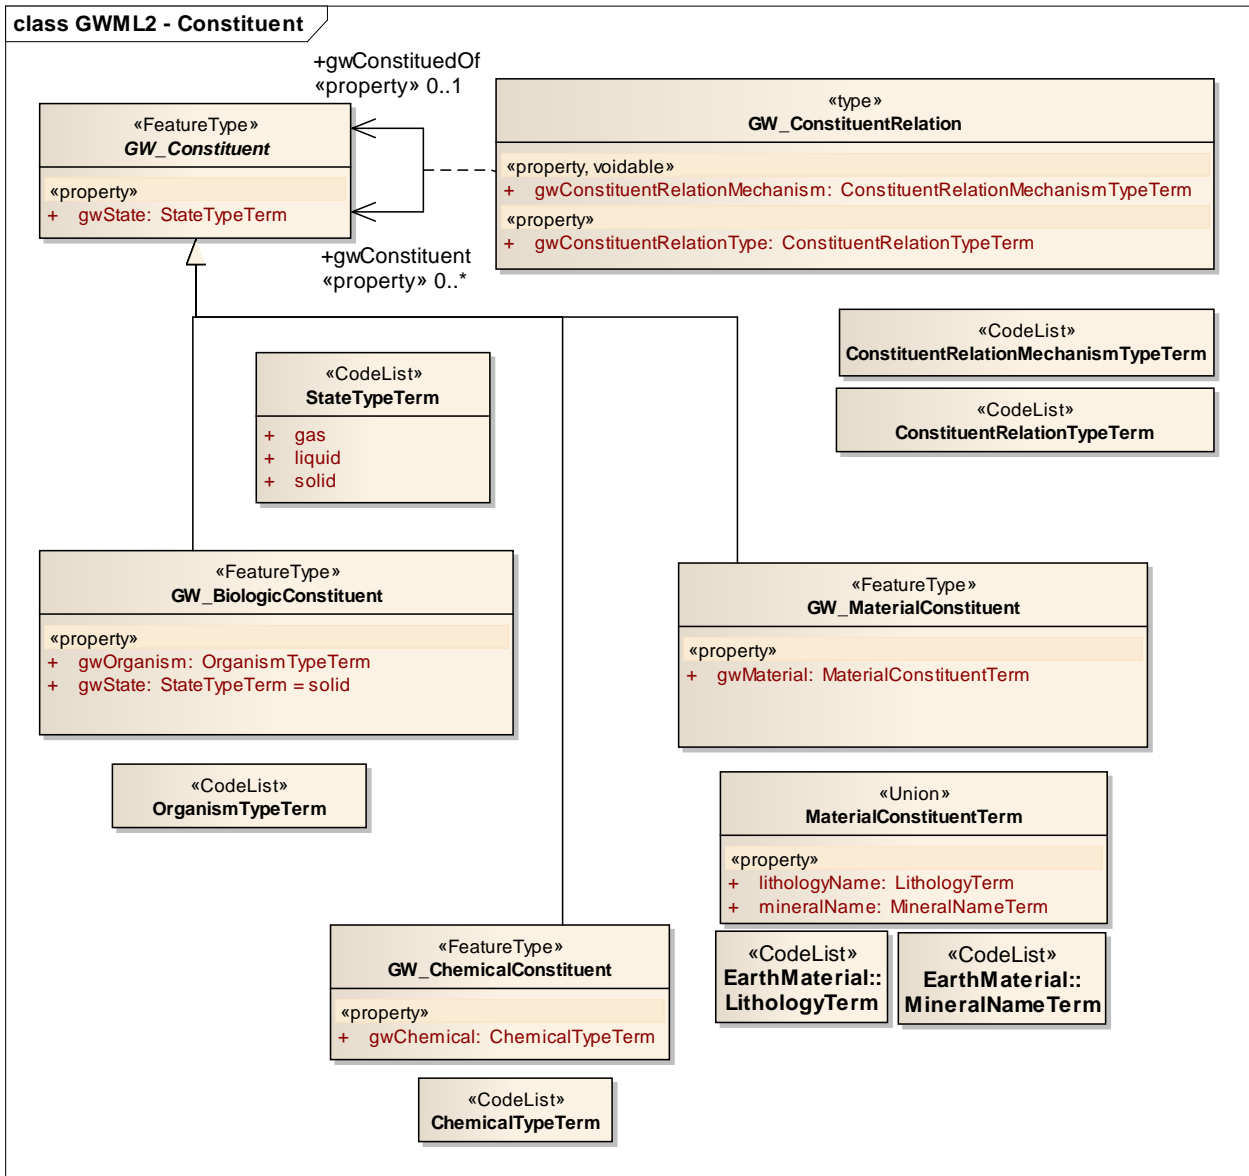 class GWML2 - Constituent
+gwConstituedOf
«property» 0..1
«FeatureType»
GW_Constituent
«property»
+ gwState: StateTypeTerm
«type»
GW_ConstituentRelation
«property, voidable»
+ gwConstituentRelationMechanism: ConstituentRelationMechanismTypeTerm
«property»
+ gwConstituentRelationType: ConstituentRelationTypeTerm
+gwConstituent
«property» 0..*
«CodeList»
ConstituentRelationMechanismTypeTerm
«CodeList»
StateTypeTerm
+ gas
+ liquid
+ solid
«CodeList»
ConstituentRelationTypeTerm
«FeatureType»
GW_BiologicConstituent
«property»
+ gwOrganism: OrganismTypeTerm
+ gwState: StateTypeTerm = solid
«FeatureType»
GW_MaterialConstituent
«property»
+ gwMaterial: MaterialConstituentTerm
«CodeList»
OrganismTypeTerm
«Union»
MaterialConstituentTerm
«property»
+ lithologyName: LithologyTerm
+ mineralName: MineralNameTerm
«FeatureType»
GW_ChemicalConstituent
«property»
+ gwChemical: ChemicalTypeTerm
«CodeList»
EarthMaterial::
LithologyTerm
«CodeList»
EarthMaterial::
MineralNameTerm
«CodeList»
ChemicalTypeTerm